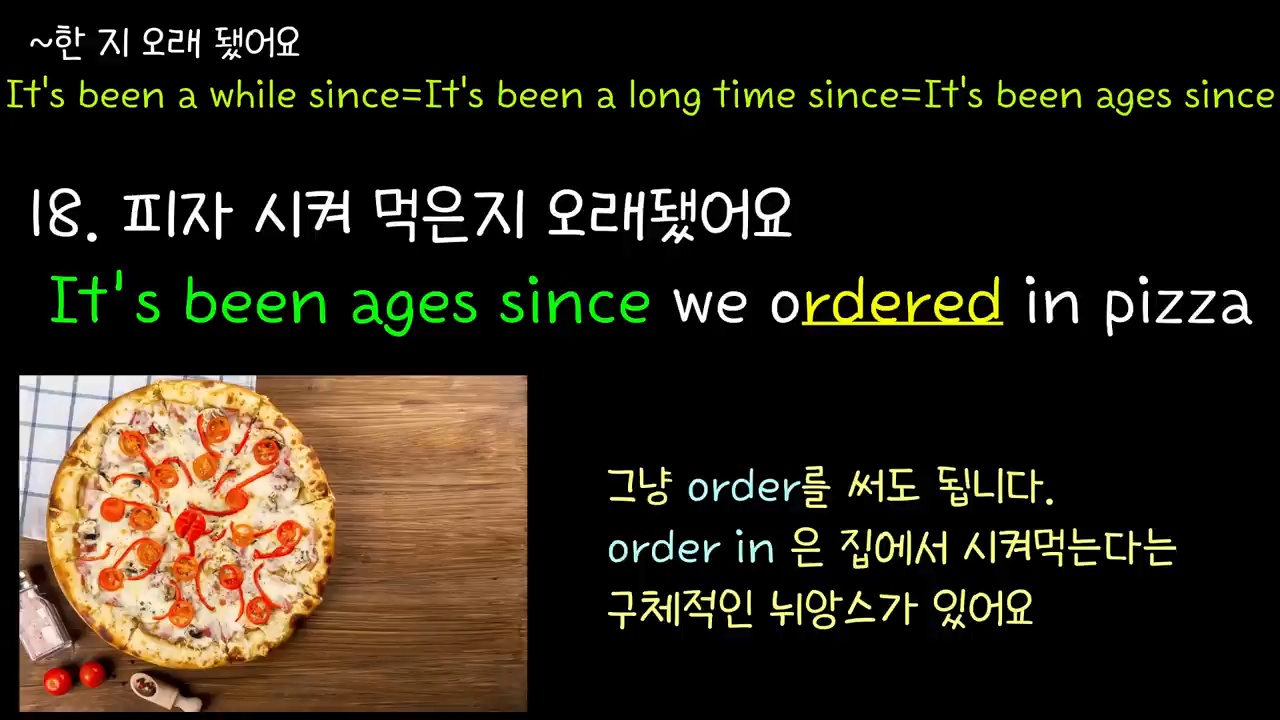 ~한 지 오래 됐어요
It's been a while since=It's been a long time since=It's been ages since
18. 피자 시켜 먹은지 오래됐어요
It's been ages since we ordered in pizza
그냥 order를 써도 됩니다.
order in 은 집에서 시켜먹는다는
구체적인 뉘앙스가 있어요